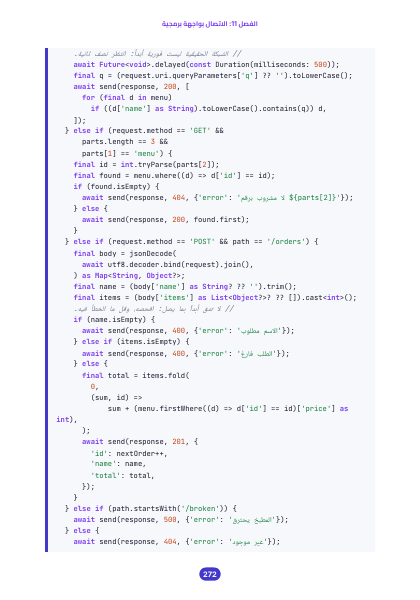 الفصل 11: الاتصال بواجهة برمجية
// الشبكة الحقيقية ليست فورية أبدا: انتظر نصف ثانية.
await Future<void>.delayed(const Duration(milliseconds: 500));
final q = (request.uri.queryParameters['q'] ?? '').toLowerCase();
await send(response, 200, [
for (final d in menu)
if ((d['name'] as String).toLowerCase().contains(q)) d,
]);
} else if (request.method == 'GET' &&
parts.length == 3 &&
parts[1] == 'menu') {
final id = int.tryParse(parts[2]);
final found = menu.where((d) => d['id'] == id);
if (found.isEmpty) {
await send(response, 404, {'error': 'لا مشروب برقم ${parts[2]}'});
} else {
await send(response, 200, found.first);
}
} else if (request.method == 'POST' && path == '/orders') {
final body = jsonDecode(
await utf8.decoder.bind(request).join(),
) as Map<String, Object?>;
final name = (body['name'] as String? ?? '').trim();
final items = (body['items'] as List<Object?>? ?? []).cast<int>();
// لا تثق أبدا بما يصل: افحصه، وقل ما الخطأ فيه.
if (name.isEmpty) {
await send(response, 400, {'error': 'الاسم مطلوب'});
} else if (items.isEmpty) {
await send(response, 400, {'error': 'الطلب فارغ'});
} else {
final total = items.fold(
0,
(sum, id) =>
sum + (menu.firstWhere((d) => d['id'] == id)['price'] as
int),
);
await send(response, 201, {
'id': nextOrder++,
'name': name,
'total': total,
});
}
} else if (path.startsWith('/broken')) {
await send(response, 500, {'error': 'المطبخ يحترق'});
} else {
await send(response, 404, {'error': 'غير موجود'});
272